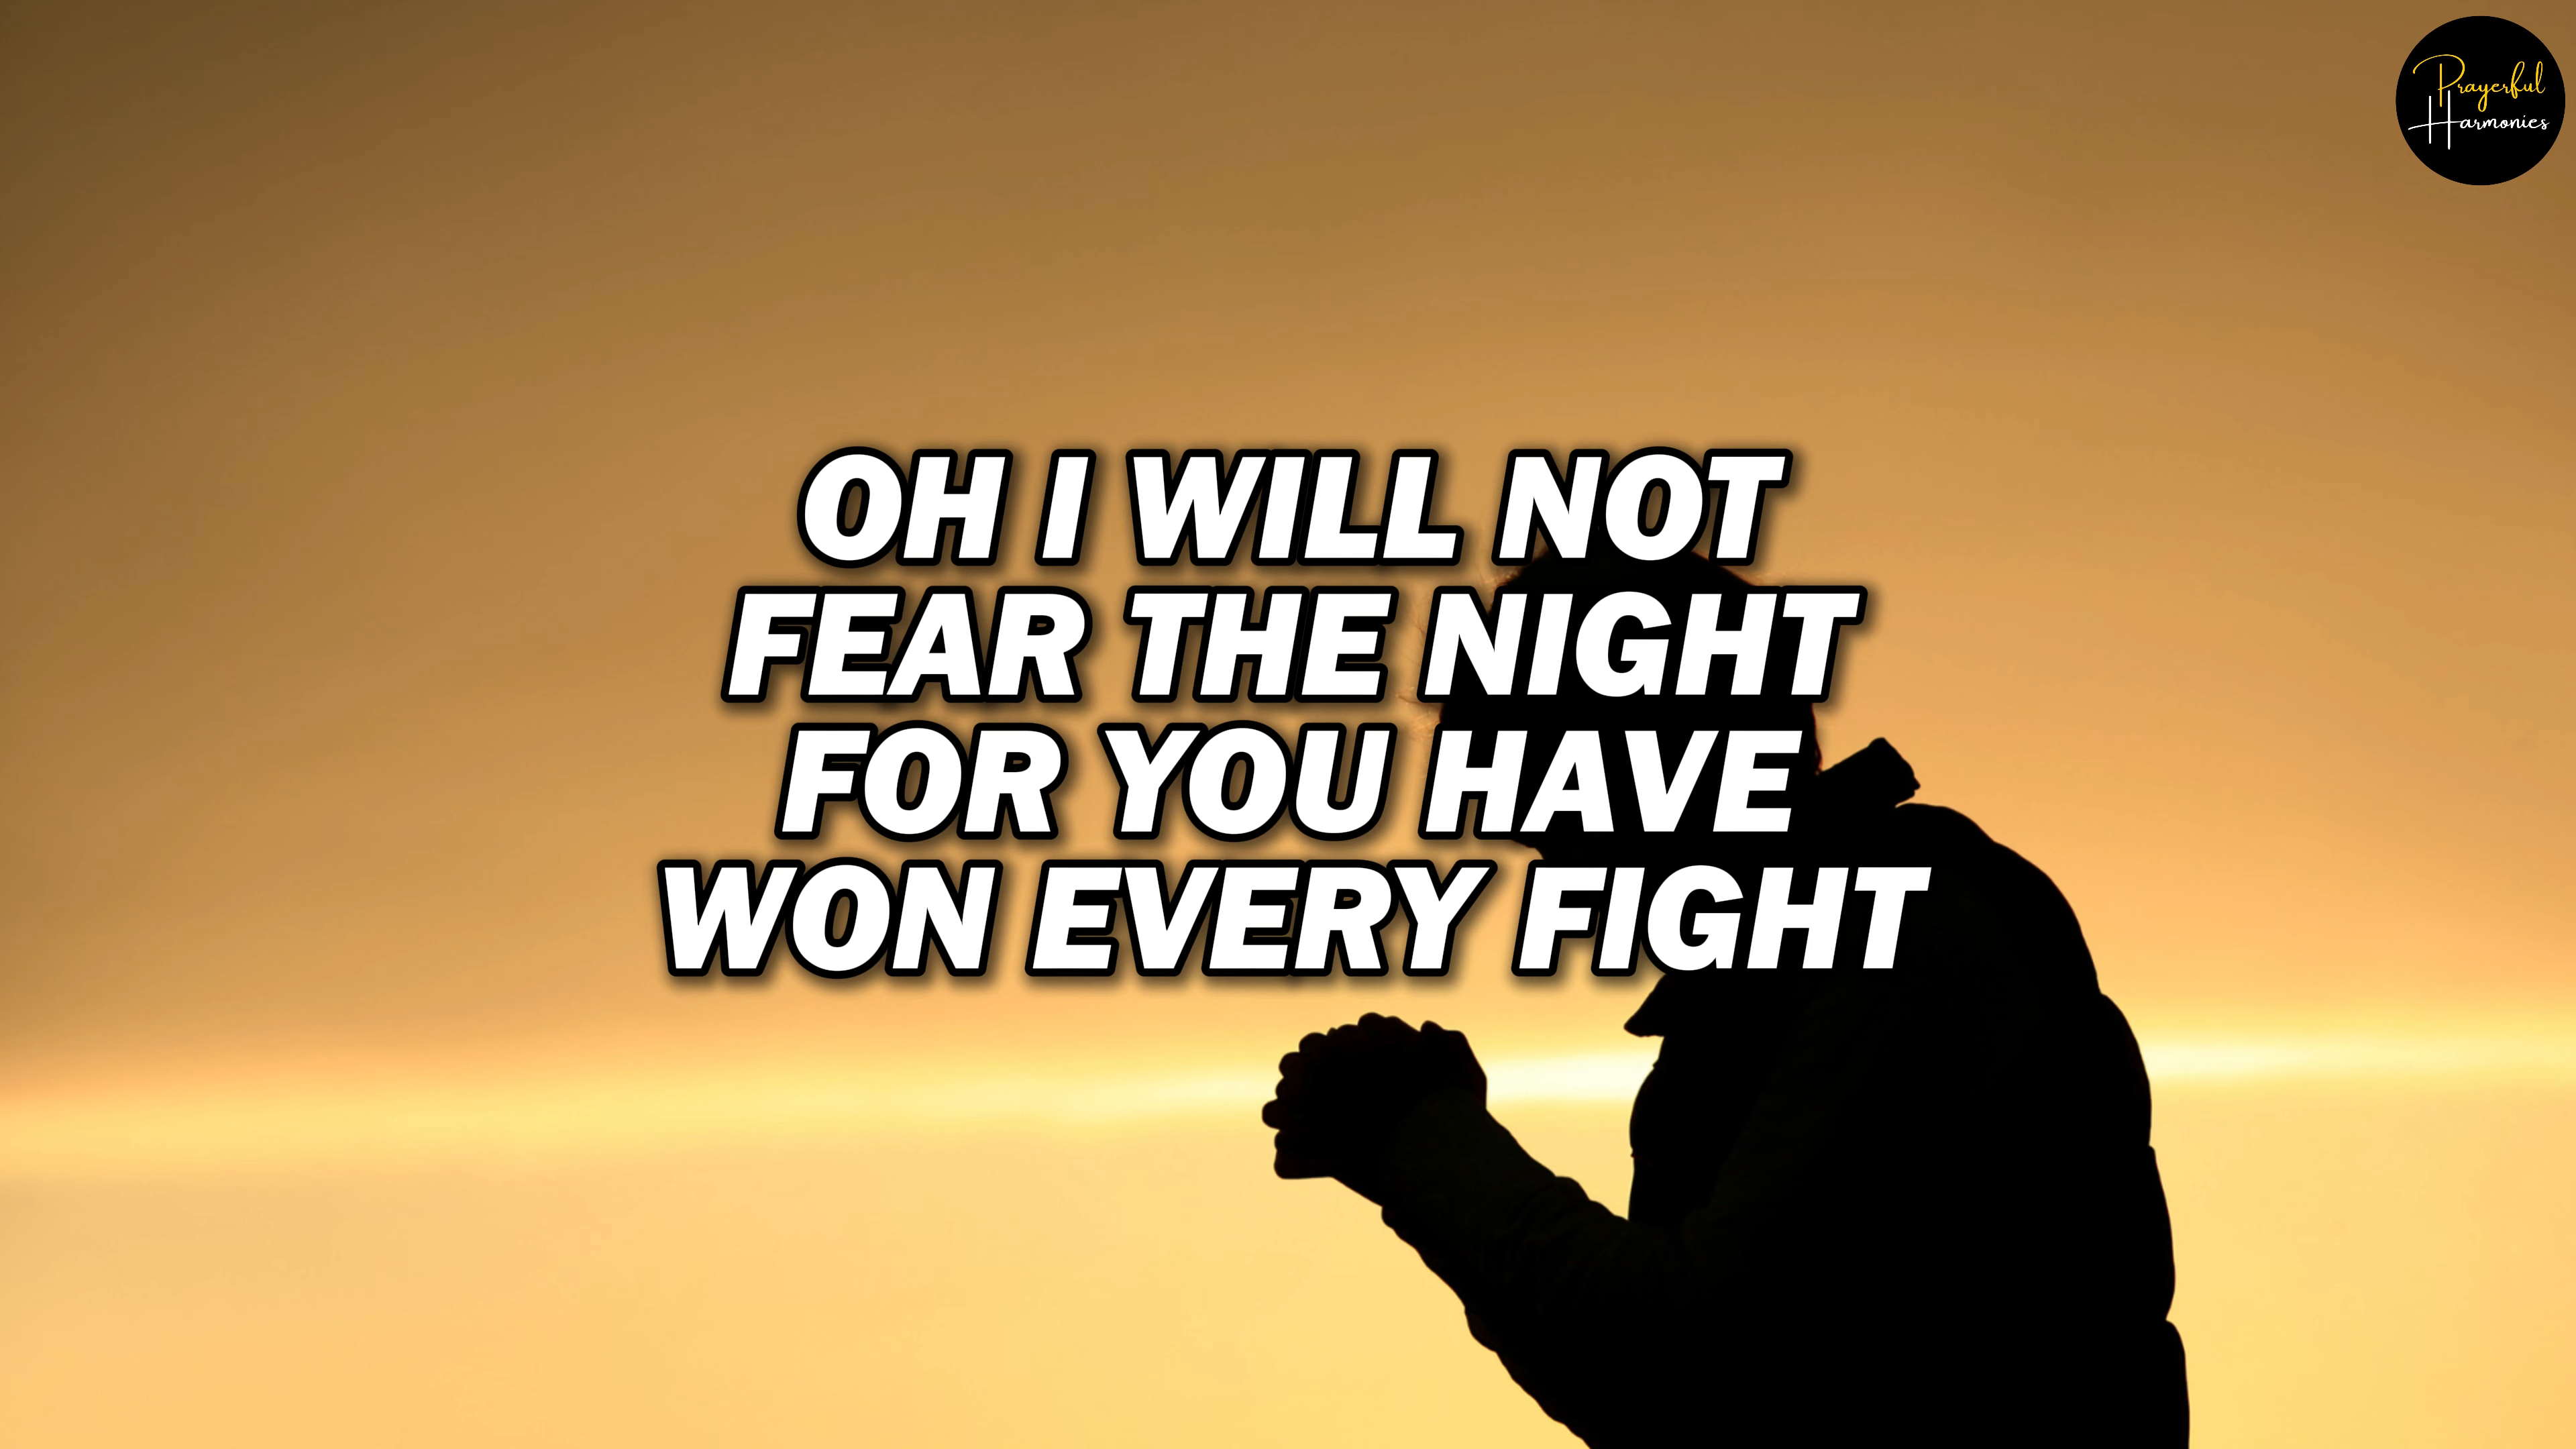 Prayerful
Harmonies
OH I WILL NOT
FEAR THE NIGHT
FOR YOU HAVE
WON EVERY FIGHT